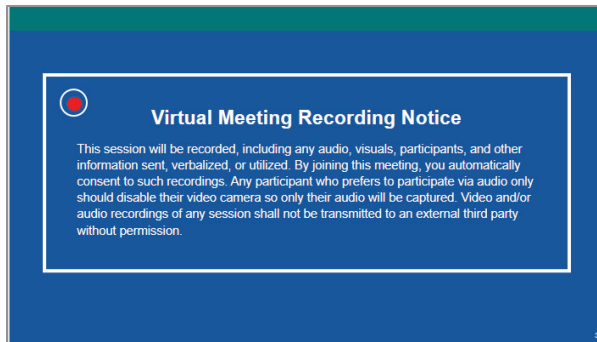 Virtual Meeting Recording Notice
This session will be recorded, including any audio, visuals, participants, and other
information sent, verbalized, or utilized. By joining this meeting, you automatically
consent to such recordings. Any participant who prefers to participate via audio only
should disable their video camera so only their audio will be captured. Video and/or
audio recordings of any session shall not be transmitted to an external third party
without permission.